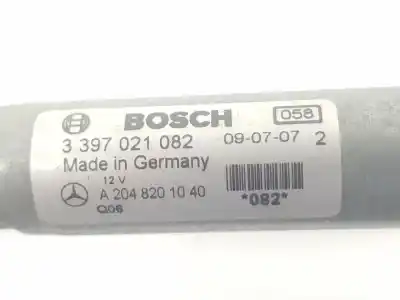 BOSCH 058
3 397 021 082 09-07-07 2
Made in Germany
12 V
A 204 820 10 40 *082*
Q06